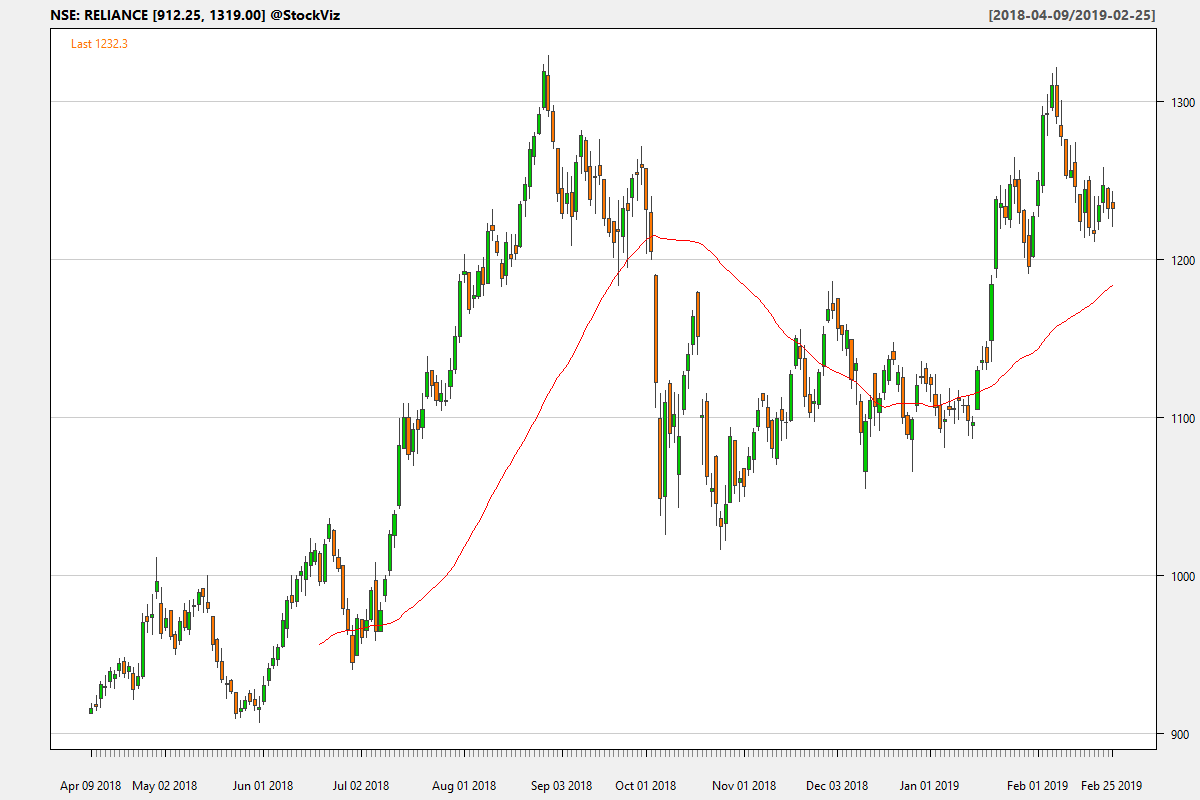 NSE: RELIANCE [912.25, 1319.00] @StockViz [2018-04-09/2019-02-25]
Last 1232.3
1300
1200
1100
1000
900
Apr 09 2018 May 02 2018 Jun 01 2018 Jul 02 2018 Aug 01 2018 Sep 03 2018 Oct 01 2018 Nov 01 2018 Dec 03 2018 Jan 01 2019 Feb 01 2019 Feb 25 2019